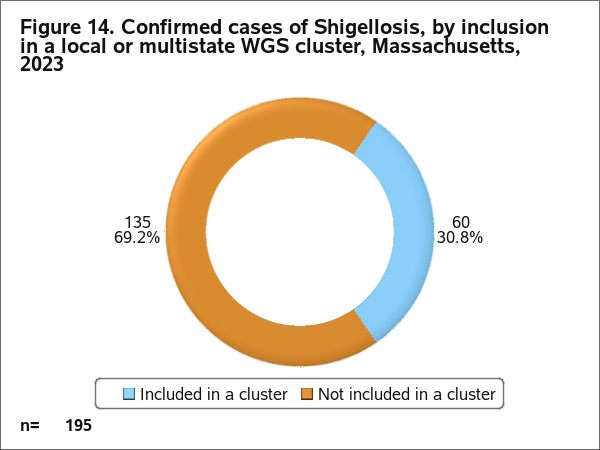 Figure 14. Confirmed cases of Shigellosis, by inclusion
in a local or multistate WGS cluster, Massachusetts,
2023
135
69.2%
60
30.8%
Included in a cluster
Not included in a cluster
n= 195